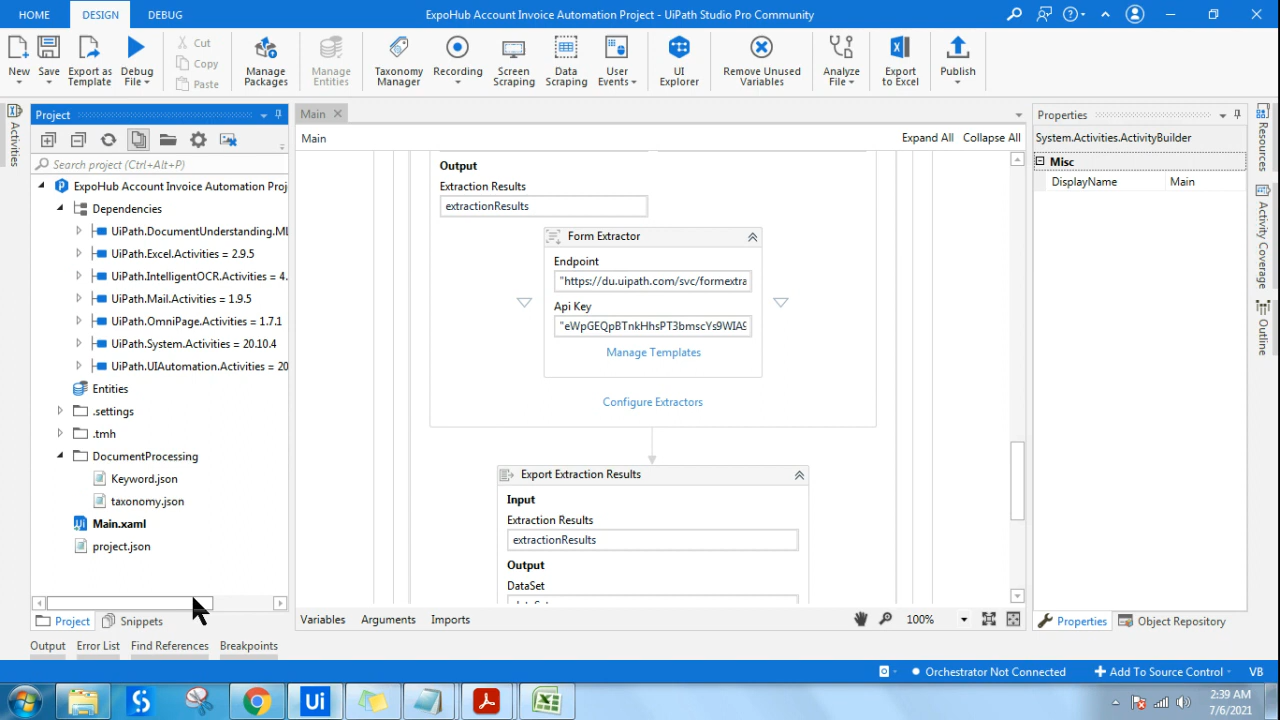 HOME
DESIGN
DEBUG
ExpoHub Account Invoice Automation Project - UiPath Studio Pro Community
New
Save
Export as Template
Debug File
Cut
Copy
Paste
Manage Packages
Manage Entities
Taxonomy Manager
Recording
Screen Scraping
Data Scraping
User Events
UI Explorer
Remove Unused Variables
Analyze File
Export to Excel
Publish
Activities
Project
Search project (Ctrl+Alt+P)
ExpoHub Account Invoice Automation Proj
Dependencies
UiPath.DocumentUnderstanding.ML
UiPath.Excel.Activities = 2.9.5
UiPath.IntelligentOCR.Activities = 4.
UiPath.Mail.Activities = 1.9.5
UiPath.OmniPage.Activities = 1.7.1
UiPath.System.Activities = 20.10.4
UiPath.UIAutomation.Activities = 20
Entities
.settings
.tmh
DocumentProcessing
Keyword.json
taxonomy.json
Main.xaml
project.json
Project
Snippets
Main
Main
Expand All
Collapse All
Output
Extraction Results
extractionResults
Form Extractor
Endpoint
"https://du.uipath.com/svc/formextra
Api Key
Manage Templates
Configure Extractors
Export Extraction Results
Input
Extraction Results
extractionResults
Output
DataSet
Variables
Arguments
Imports
100%
Properties
System.Activities.ActivityBuilder
Misc
DisplayName
Main
Properties
Object Repository
Resources
Activity Coverage
Outline
Output
Error List
Find References
Breakpoints
Orchestrator Not Connected
Add To Source Control
VB
2:39 AM
7/6/2021